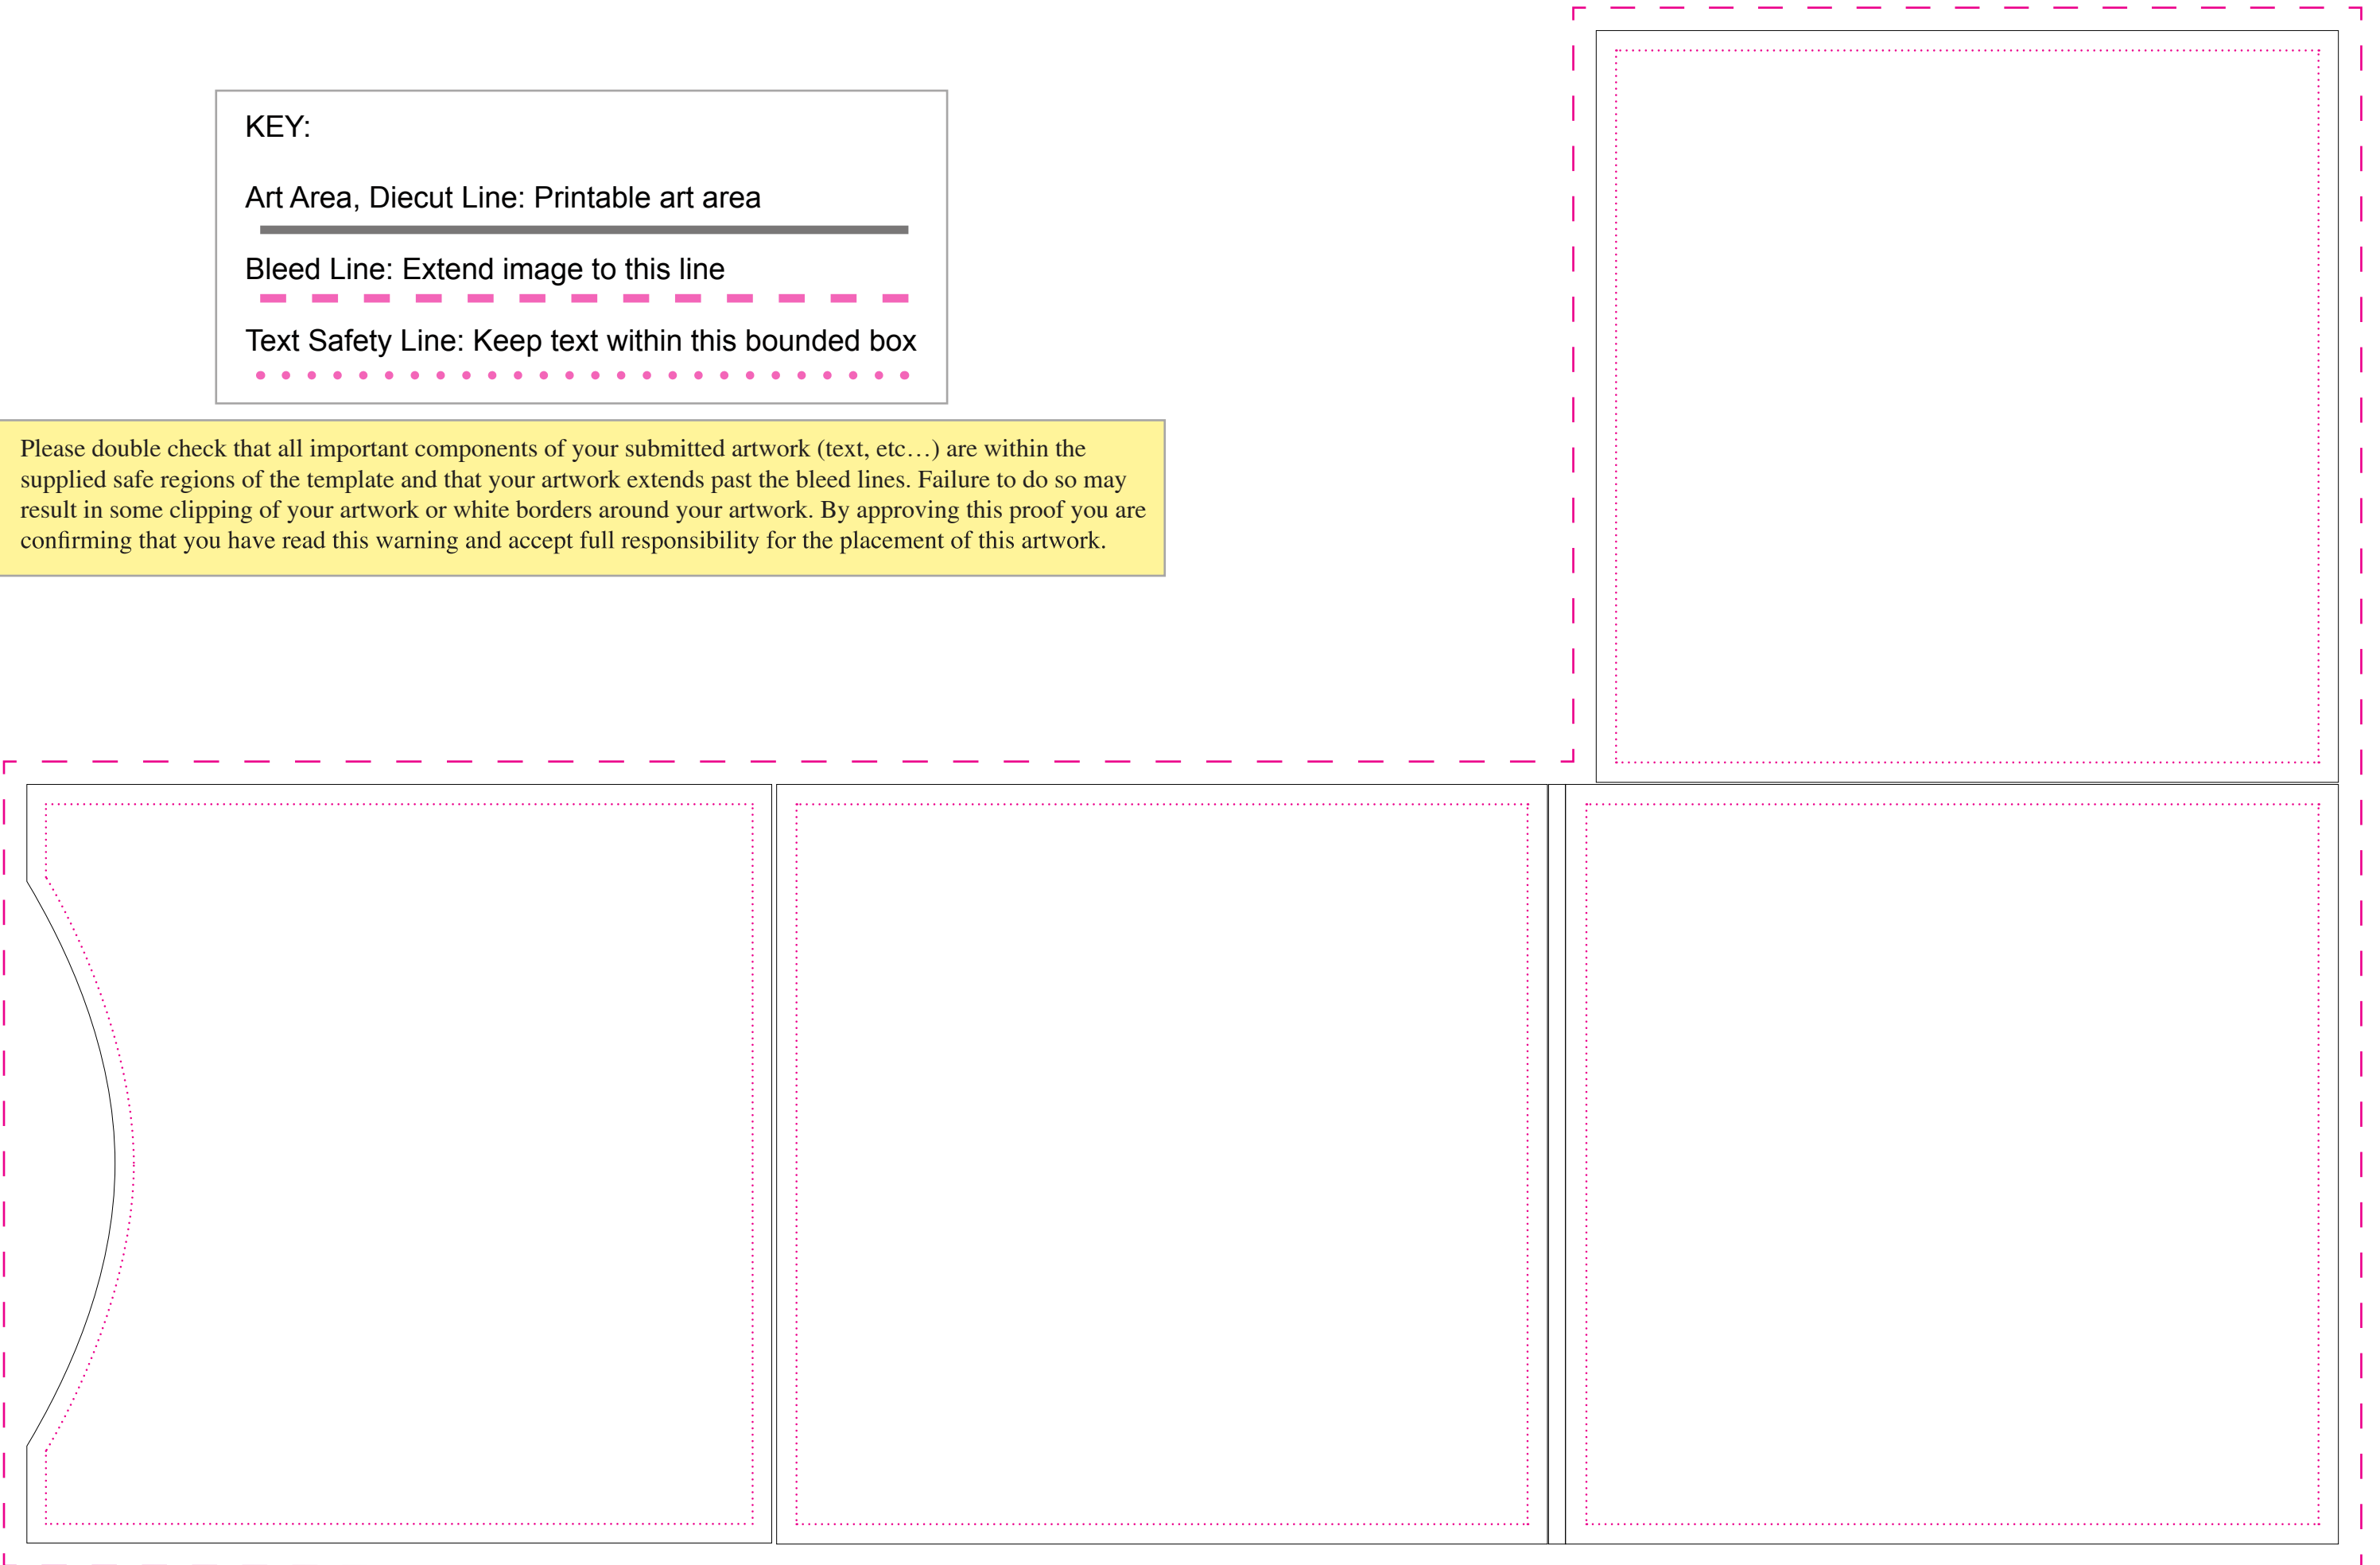 KEY:
Art Area, Diecut Line: Printable art area
Bleed Line: Extend image to this line
Text Safety Line: Keep text within this bounded box
Please double check that all important components of your submitted artwork (text, etc…) are within the
supplied safe regions of the template and that your artwork extends past the bleed lines. Failure to do so may
result in some clipping of your artwork or white borders around your artwork. By approving this proof you are
confirming that you have read this warning and accept full responsibility for the placement of this artwork.